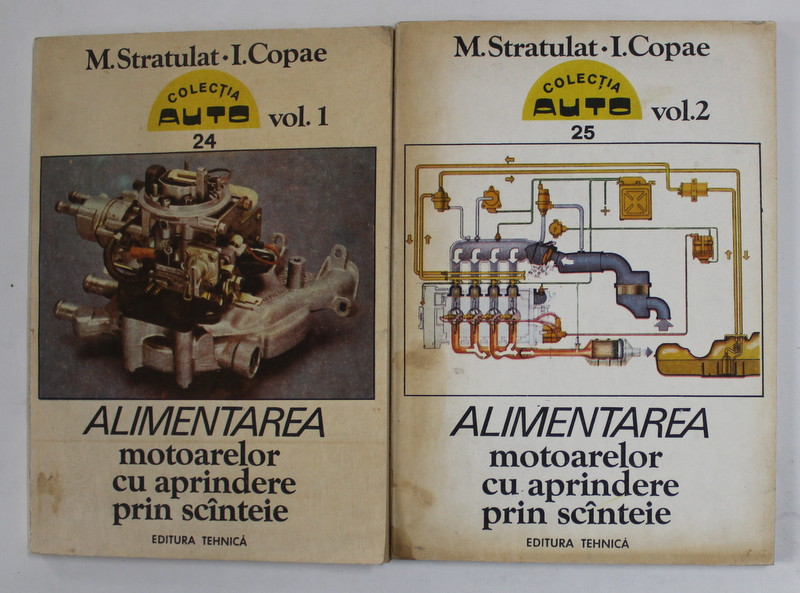 M. Stratulat • I. Copae
COLECȚIA
AUTO vol. 1
24
ALIMENTAREA
motoarelor
cu aprindere
prin scînteie
EDITURA TEHNICĂ
M. Stratulat • I. Copae
COLECȚIA
AUTO vol.2
25
ALIMENTAREA
motoarelor
cu aprindere
prin scînteie
EDITURA TEHNICĂ